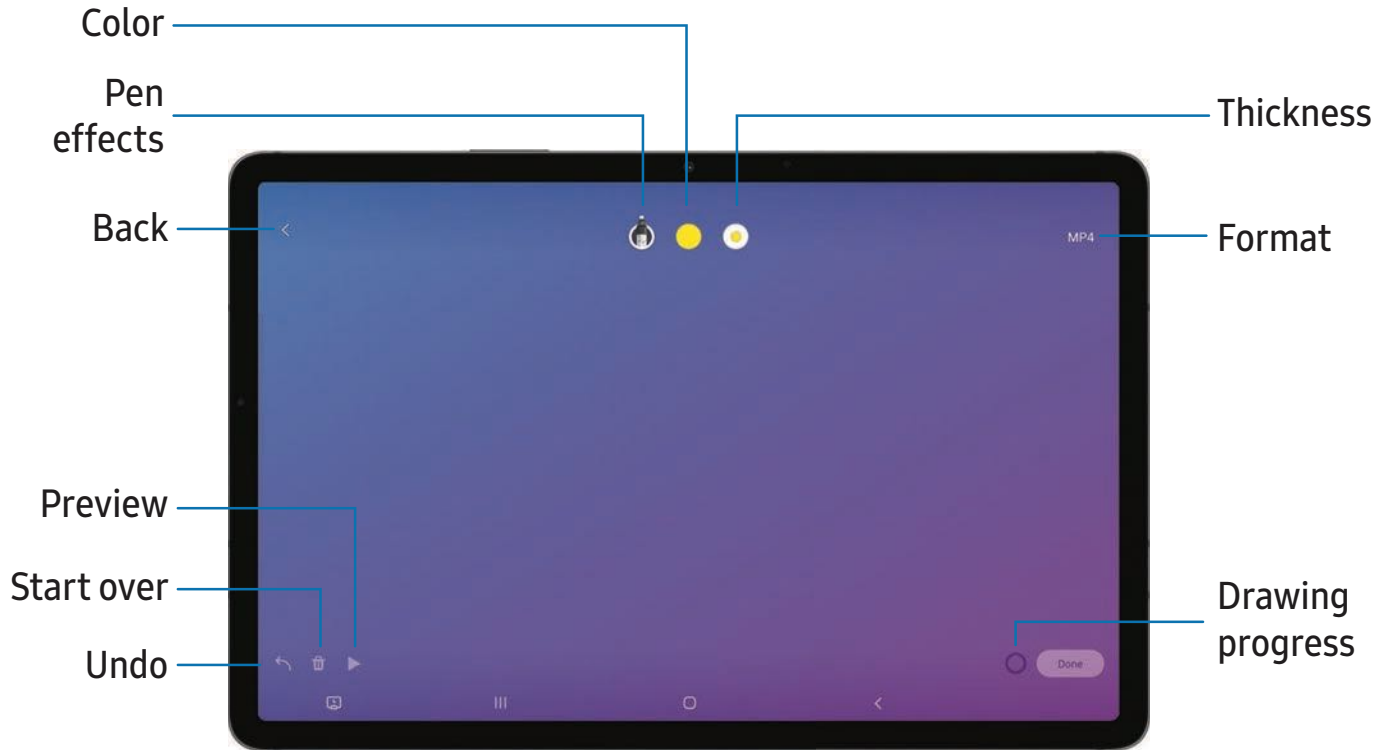 Color
Pen
effects
Thickness
Back
MP4
Format
Preview
Start over
Drawing
progress
Undo
Done